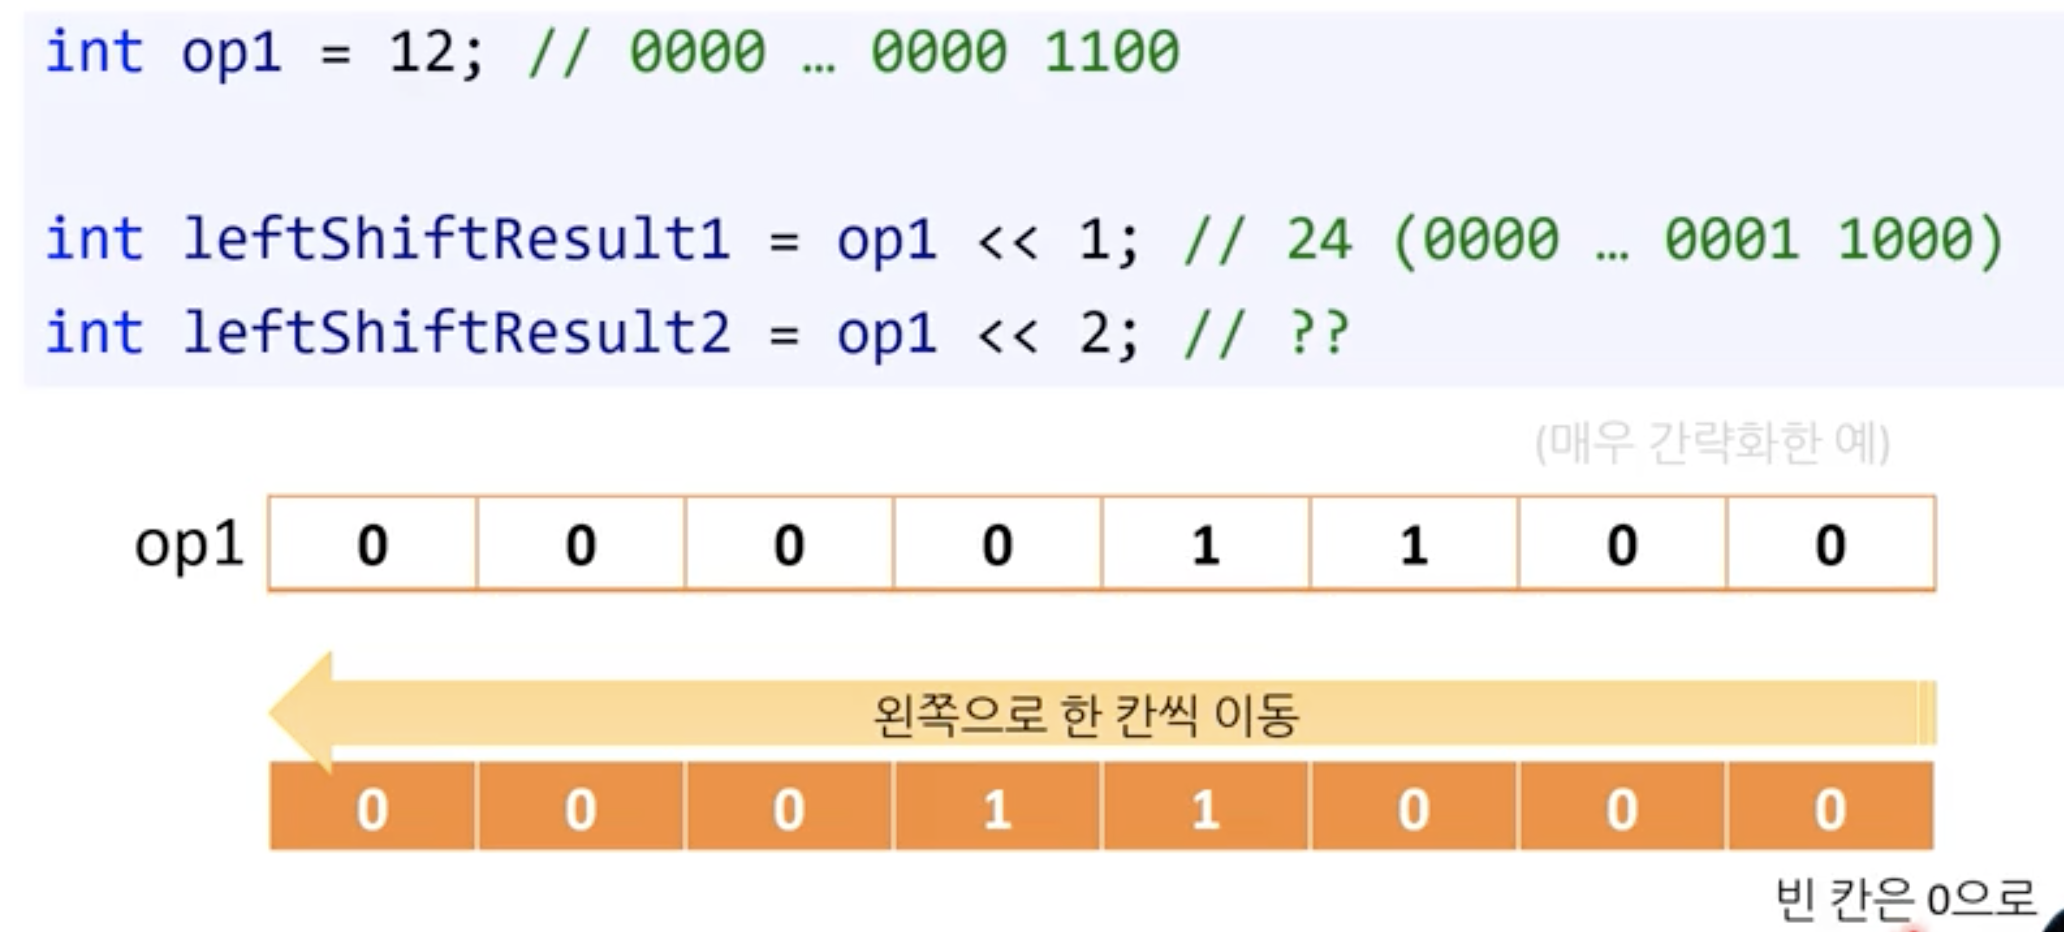 int op1 = 12; // 0000 … 0000 1100
int leftShiftResult1 = op1 << 1; // 24 (0000 … 0001 1000)
int leftShiftResult2 = op1 << 2; // ??
(매우 간략화한 예)
op1 0 0 0 0 1 1 0 0
왼쪽으로 한 칸씩 이동
0 0 0 1 1 0 0 0
빈 칸은 0으로